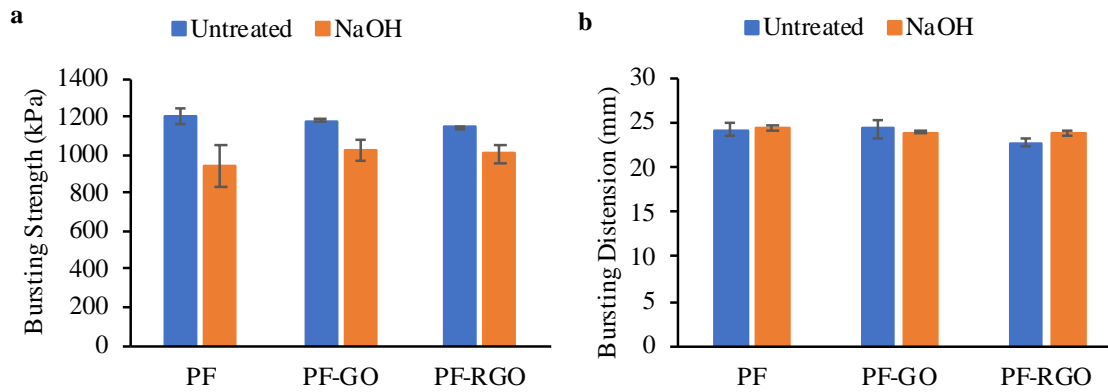 a
Untreated NaOH
Bursting Strength (kPa)
1400
1200
1000
800
600
400
200
0
PF PF-GO PF-RGO
b
Untreated NaOH
Bursting Distension (mm)
30
25
20
15
10
5
0
PF PF-GO PF-RGO